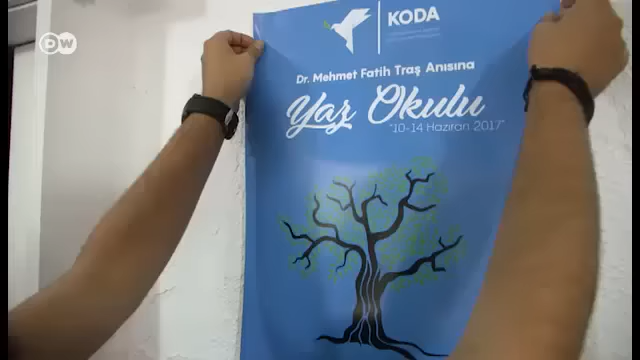 DW
KODA
Dr. Mehmet Fatih Traş Anısına
Yaz Okulu
"10-14 Haziran 2017"